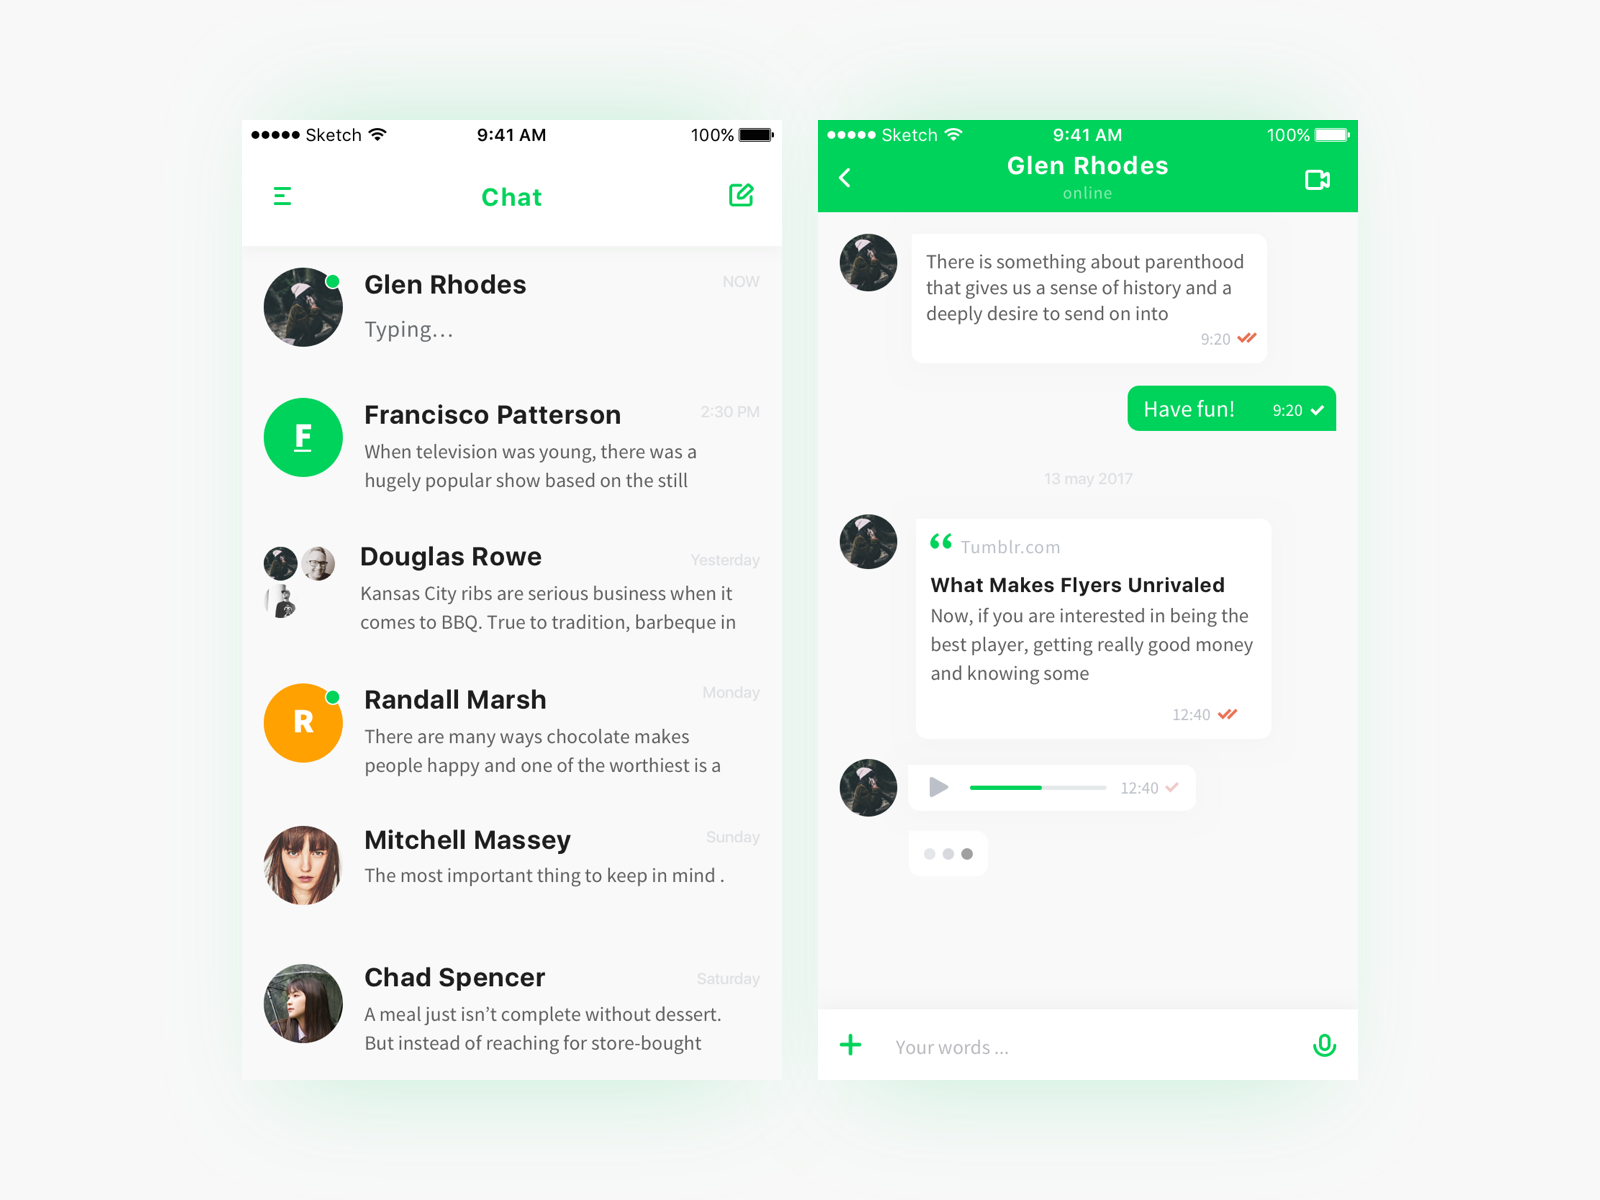 Sketch 9:41 AM 100%
Chat
Glen Rhodes NOW
Typing...
F
Francisco Patterson 2:30 PM
When television was young, there was a
hugely popular show based on the still
Douglas Rowe Yesterday
Kansas City ribs are serious business when it
comes to BBQ. True to tradition, barbeque in
R
Randall Marsh Monday
There are many ways chocolate makes
people happy and one of the worthiest is a
Mitchell Massey Sunday
The most important thing to keep in mind .
Chad Spencer Saturday
A meal just isn’t complete without dessert.
But instead of reaching for store-bought
Sketch 9:41 AM 100%
Glen Rhodes
online
There is something about parenthood
that gives us a sense of history and a
deeply desire to send on into
9:20
Have fun! 9:20
13 may 2017
“ Tumblr.com
What Makes Flyers Unrivaled
Now, if you are interested in being the
best player, getting really good money
and knowing some
12:40
12:40
Your words ...